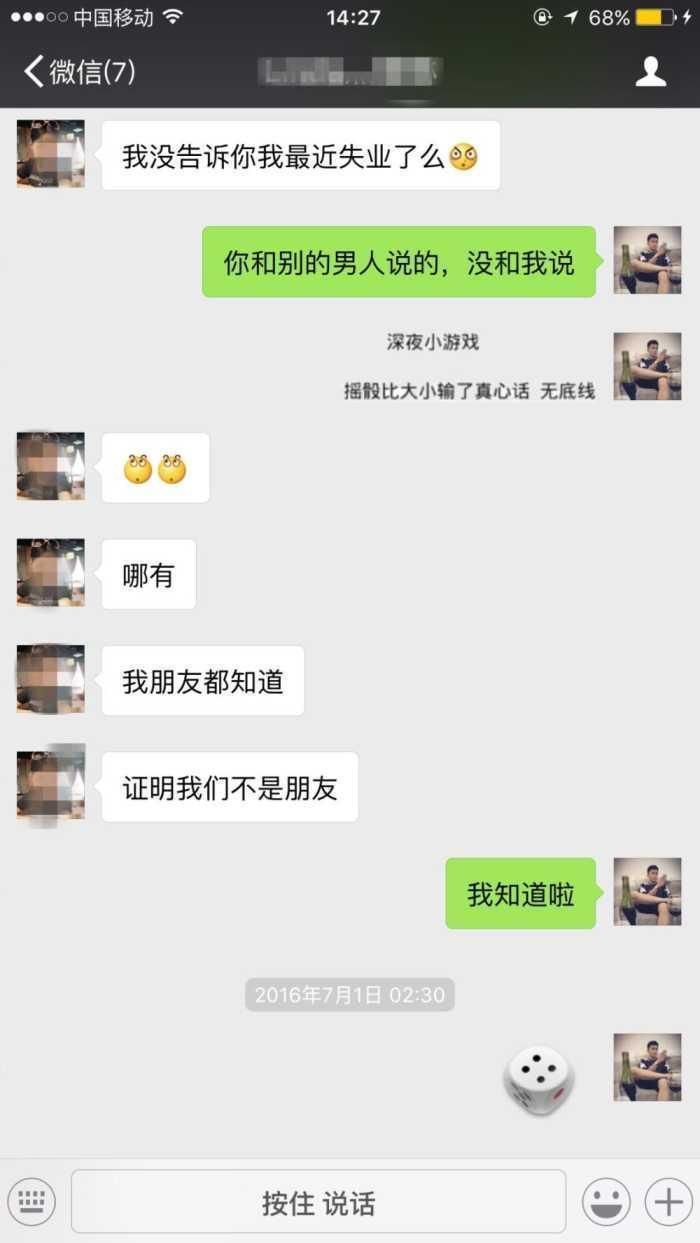 中国移动
14:27
68%
微信(7)
我没告诉你我最近失业了么
你和别的男人说的，没和我说
深夜小游戏
摇骰比大小输了真心话 无底线
哪有
我朋友都知道
证明我们不是朋友
我知道啦
2016年7月1日 02:30
按住 说话